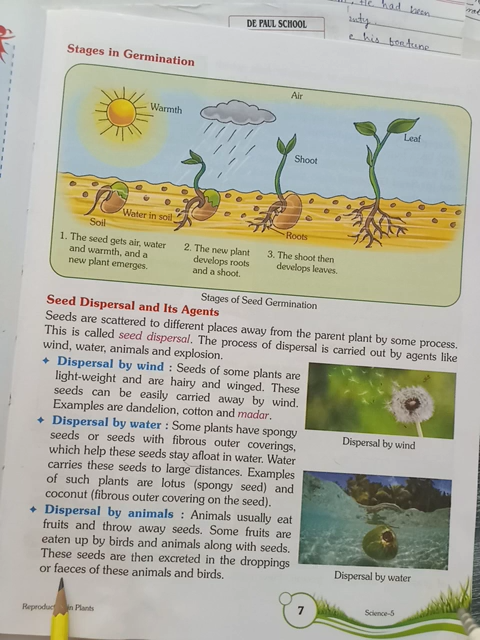 He had been
DE PAUL SCHOOL
duty.
e his fortune
Stages in Germination
Air
Warmth
Leaf
Shoot
Water in soil
Soil
Roots
1. The seed gets air, water
and warmth, and a
new plant emerges.
2. The new plant
develops roots
and a shoot.
3. The shoot then
develops leaves.
Stages of Seed Germination
Seed Dispersal and Its Agents
Seeds are scattered to different places away from the parent plant by some process.
This is called seed dispersal. The process of dispersal is carried out by agents like
wind, water, animals and explosion.
✦ Dispersal by wind : Seeds of some plants are
light-weight and are hairy and winged. These
seeds can be easily carried away by wind.
Examples are dandelion, cotton and madar.
Dispersal by wind
✦ Dispersal by water : Some plants have spongy
seeds or seeds with fibrous outer coverings,
which help these seeds stay afloat in water. Water
carries these seeds to large distances. Examples
of such plants are lotus (spongy seed) and
coconut (fibrous outer covering on the seed).
✦ Dispersal by animals : Animals usually eat
fruits and throw away seeds. Some fruits are
eaten up by birds and animals along with seeds.
These seeds are then excreted in the droppings
or faeces of these animals and birds.
Dispersal by water
in Plants
7
Science-5